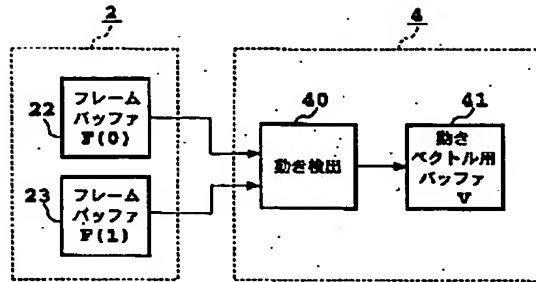 2
4
22
フレーム
バッファ
F(0)
23
フレーム
バッファ
F(1)
40
動き検出
41
動き
ベクトル用
バッファ
V